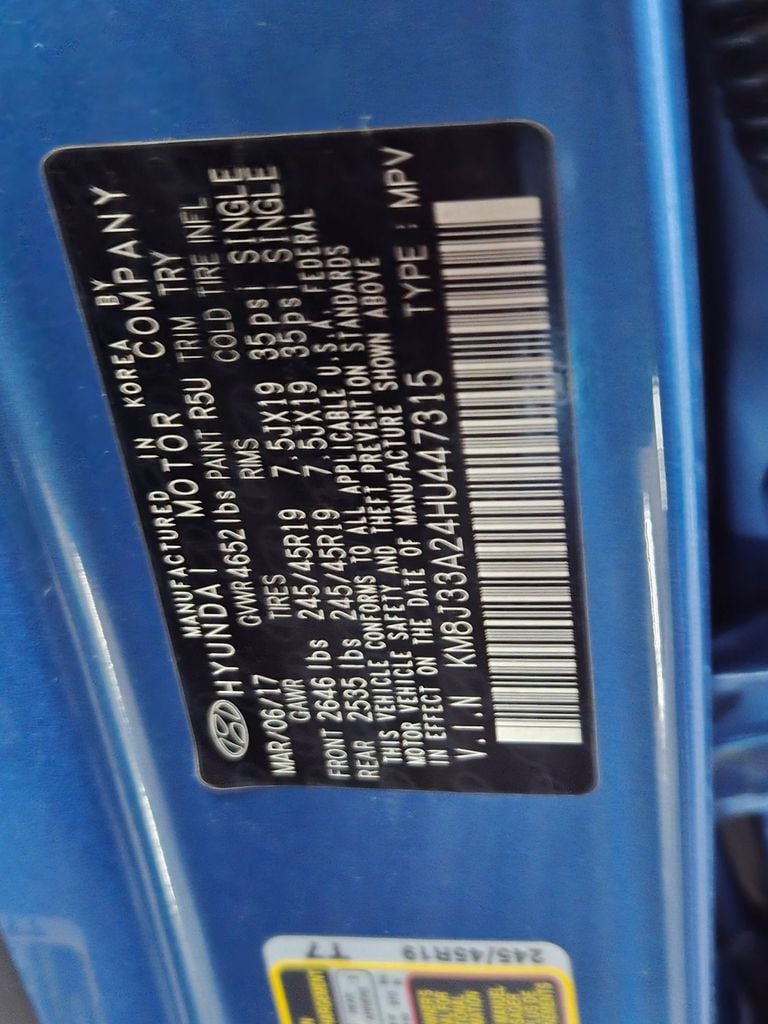 MANUFACTURED IN KOREA BY
HYUNDAI MOTOR COMPANY
MAR/06/17 GVWR 4652 lbs PAINT R5U TRIM TRY
GAWR TIRES RIMS COLD TIRE INFL
FRONT 2646 lbs 245/45R19 7.5JX19 35psi SINGLE
REAR 2535 lbs 245/45R19 7.5JX19 35psi SINGLE
THIS VEHICLE CONFORMS TO ALL APPLICABLE U.S.A. FEDERAL
MOTOR VEHICLE SAFETY AND THEFT PREVENTION STANDARDS
IN EFFECT ON THE DATE OF MANUFACTURE SHOWN ABOVE
V.I.N KM8J33A24HU447315 TYPE : MPV
245/45R19
T7